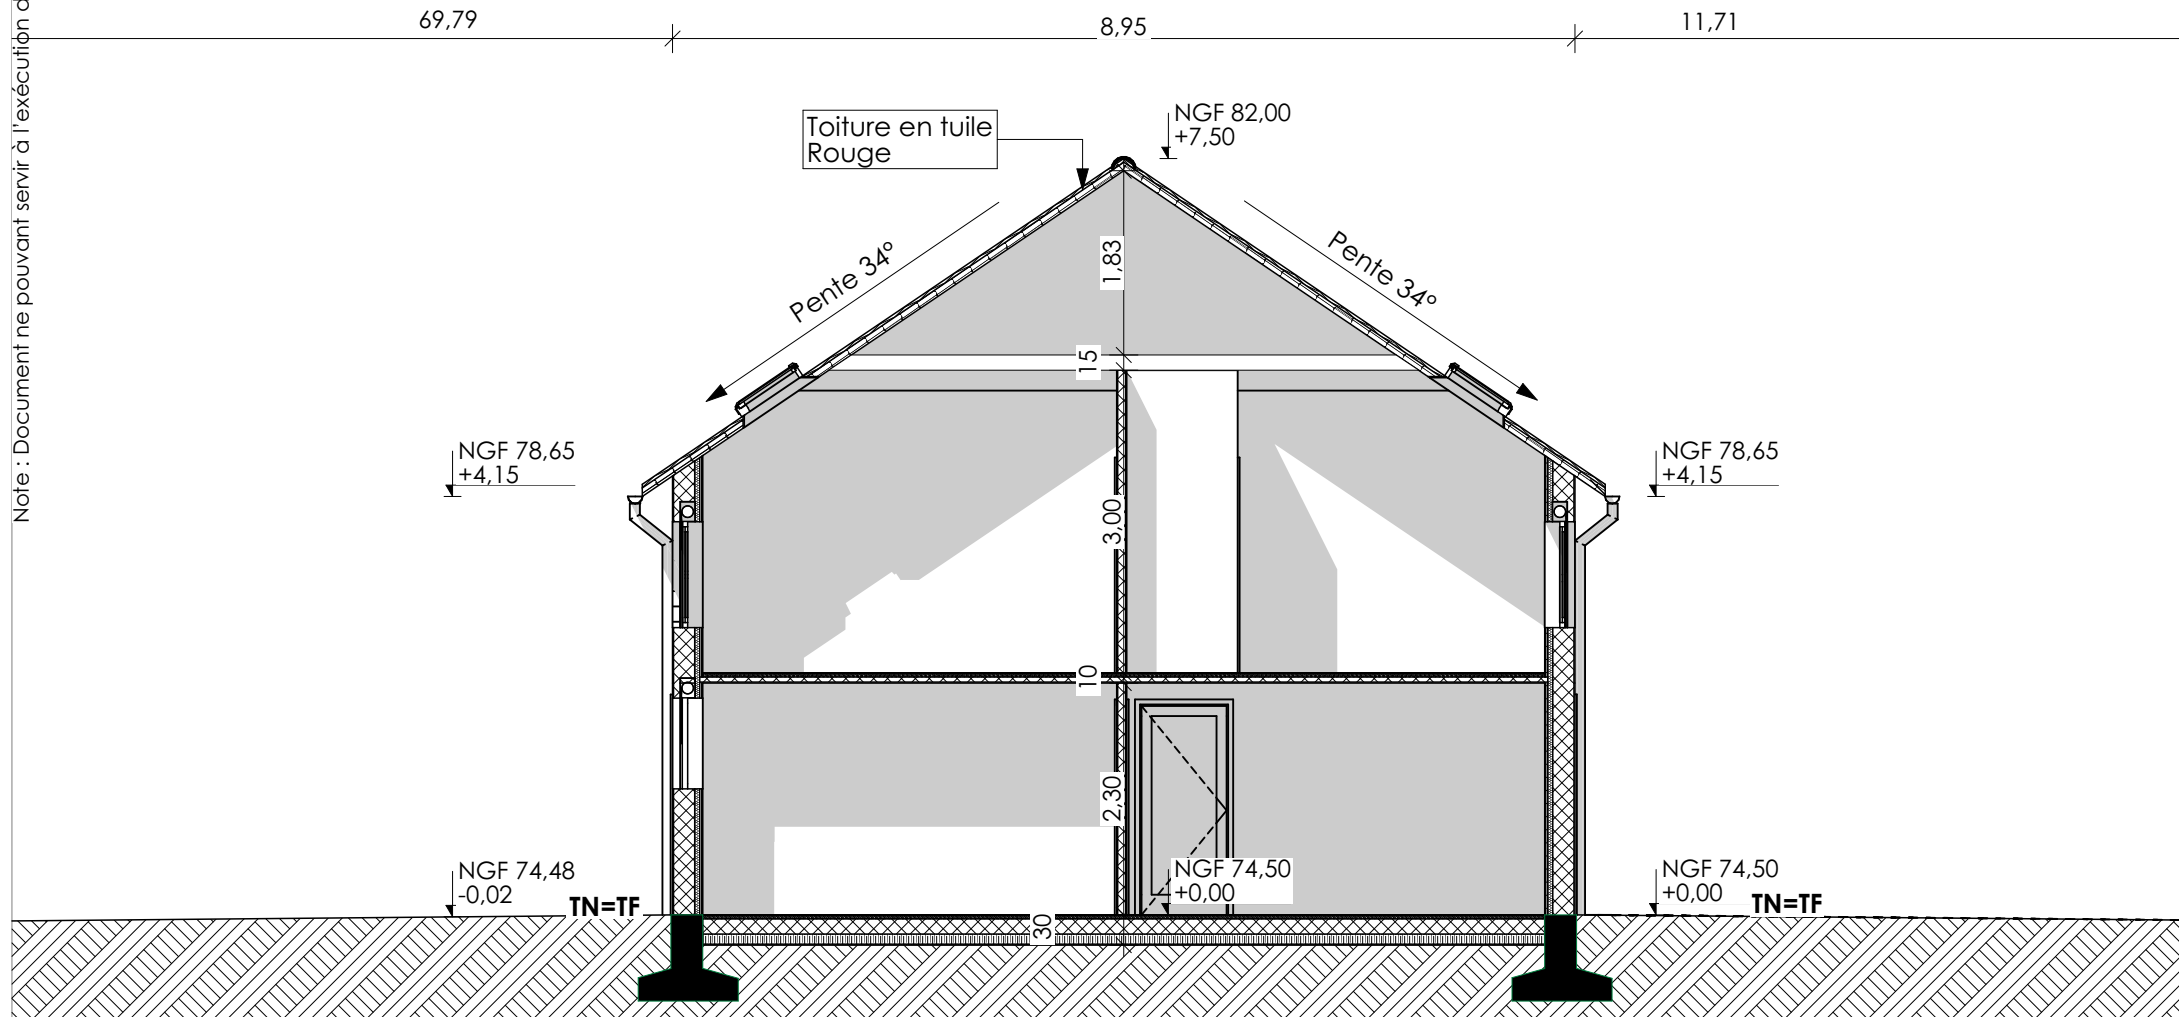 69,79
8,95
11,71
Note : Document ne pouvant servir à l'exécution
NGF 82,00
+7,50
Toiture en tuile
Rouge
Pente 34°
Pente 34°
1,83
15
NGF 78,65
+4,15
NGF 78,65
+4,15
3,00
10
2,30
NGF 74,48
-0,02
TN=TF
NGF 74,50
+0,00
NGF 74,50
+0,00
TN=TF
30